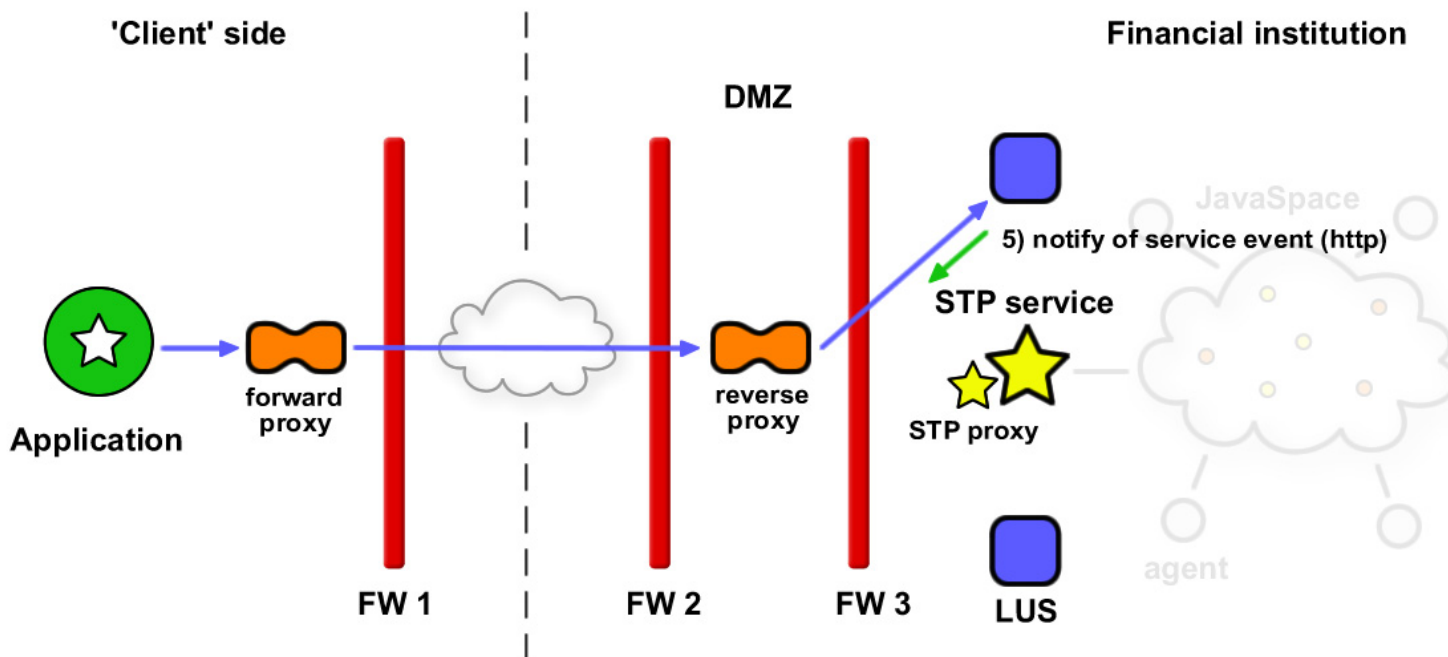 'Client' side
Financial institution
DMZ
JavaSpace
5) notify of service event (http)
STP service
forward
proxy
reverse
proxy
STP proxy
Application
agent
FW 1
FW 2
FW 3
LUS